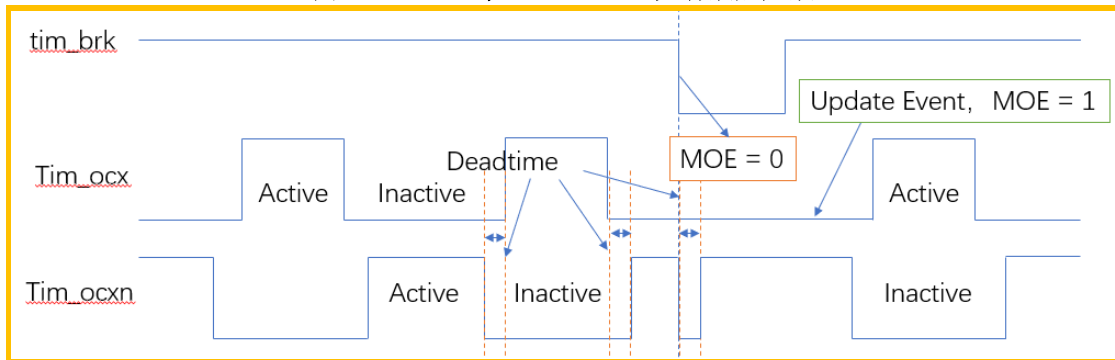 tim_brk
Update Event, MOE = 1
Deadtime
MOE = 0
Tim_ocx
Active
Inactive
Active
Tim_ocxn
Active
Inactive
Inactive